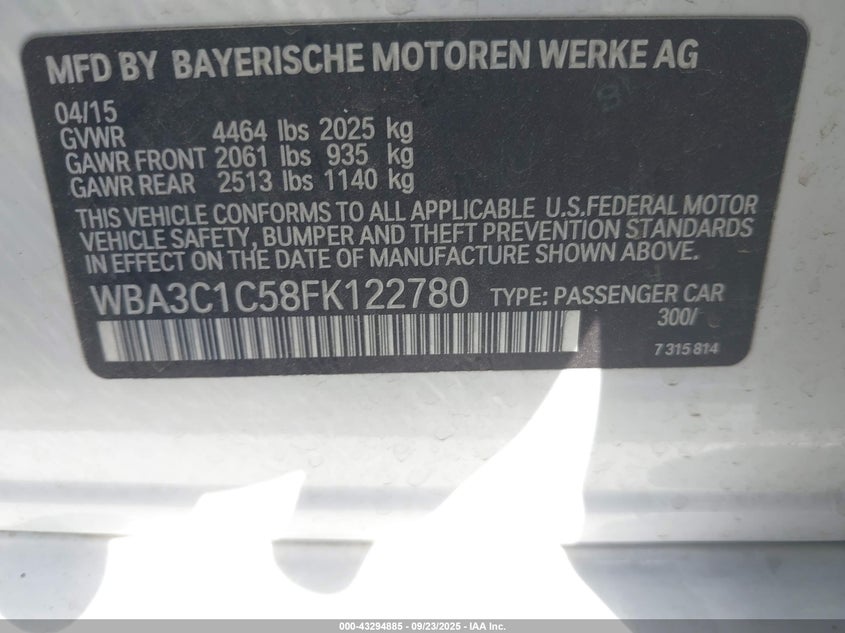 MFD BY BAYERISCHE MOTOREN WERKE AG
04/15
GVWR 4464 lbs 2025 kg
GAWR FRONT 2061 lbs 935 kg
GAWR REAR 2513 lbs 1140 kg
THIS VEHICLE CONFORMS TO ALL APPLICABLE U.S.FEDERAL MOTOR
VEHICLE SAFETY, BUMPER AND THEFT PREVENTION STANDARDS
IN EFFECT ON THE DATE OF MANUFACTURE SHOWN ABOVE.
WBA3C1C58FK122780 TYPE: PASSENGER CAR
300/
7 315 814
000-43294885 - 09/23/2025 - IAA Inc.